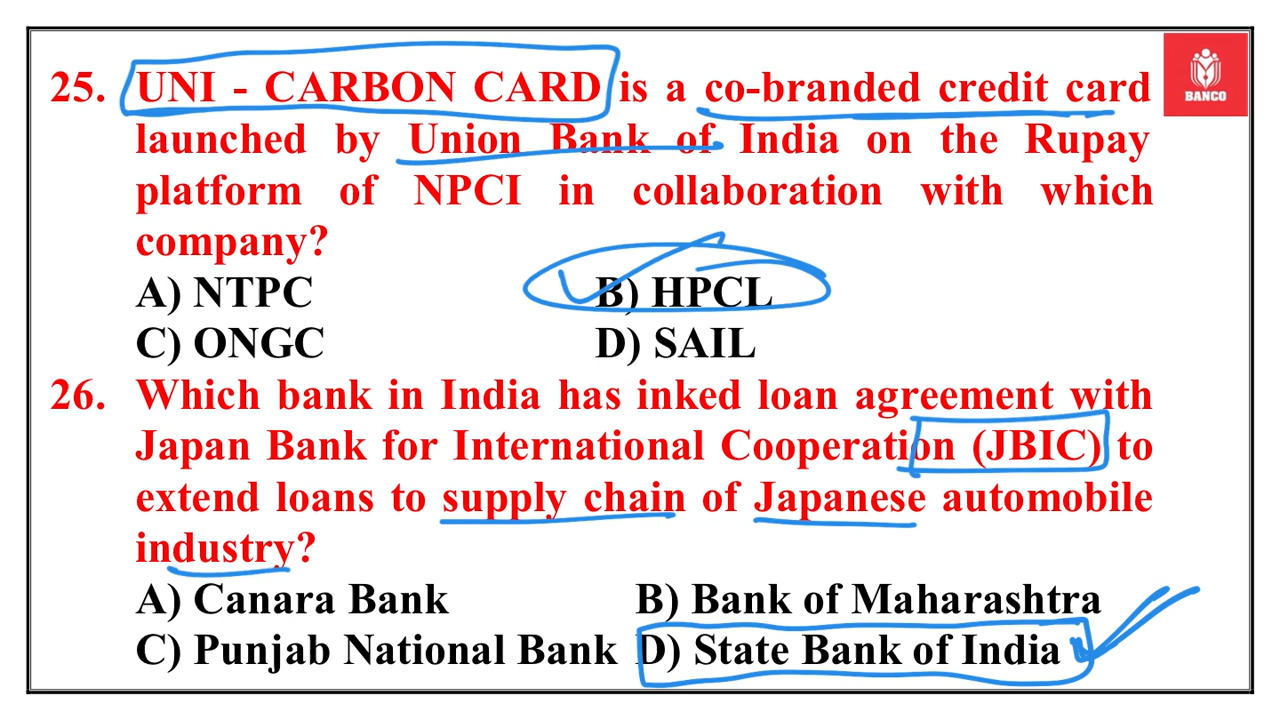 25. UNI - CARBON CARD is a co-branded credit card
launched by Union Bank of India on the Rupay
platform of NPCI in collaboration with which
company?
A) NTPC B) HPCL
C) ONGC D) SAIL
26. Which bank in India has inked loan agreement with
Japan Bank for International Cooperation (JBIC) to
extend loans to supply chain of Japanese automobile
industry?
A) Canara Bank B) Bank of Maharashtra
C) Punjab National Bank D) State Bank of India
BANCO